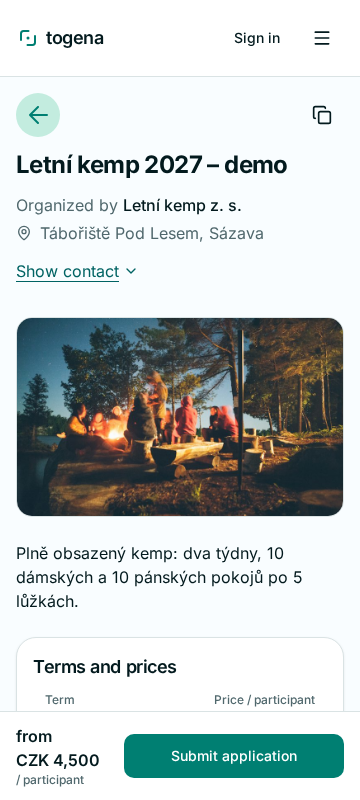 togena
Sign in
Letní kemp 2027 – demo
Organized by Letní kemp z. s.
Tábořiště Pod Lesem, Sázava
Show contact
Plně obsazený kemp: dva týdny, 10
dámských a 10 pánských pokojů po 5
lůžkách.
Terms and prices
Term
Price / participant
from
CZK 4,500
/ participant
Submit application